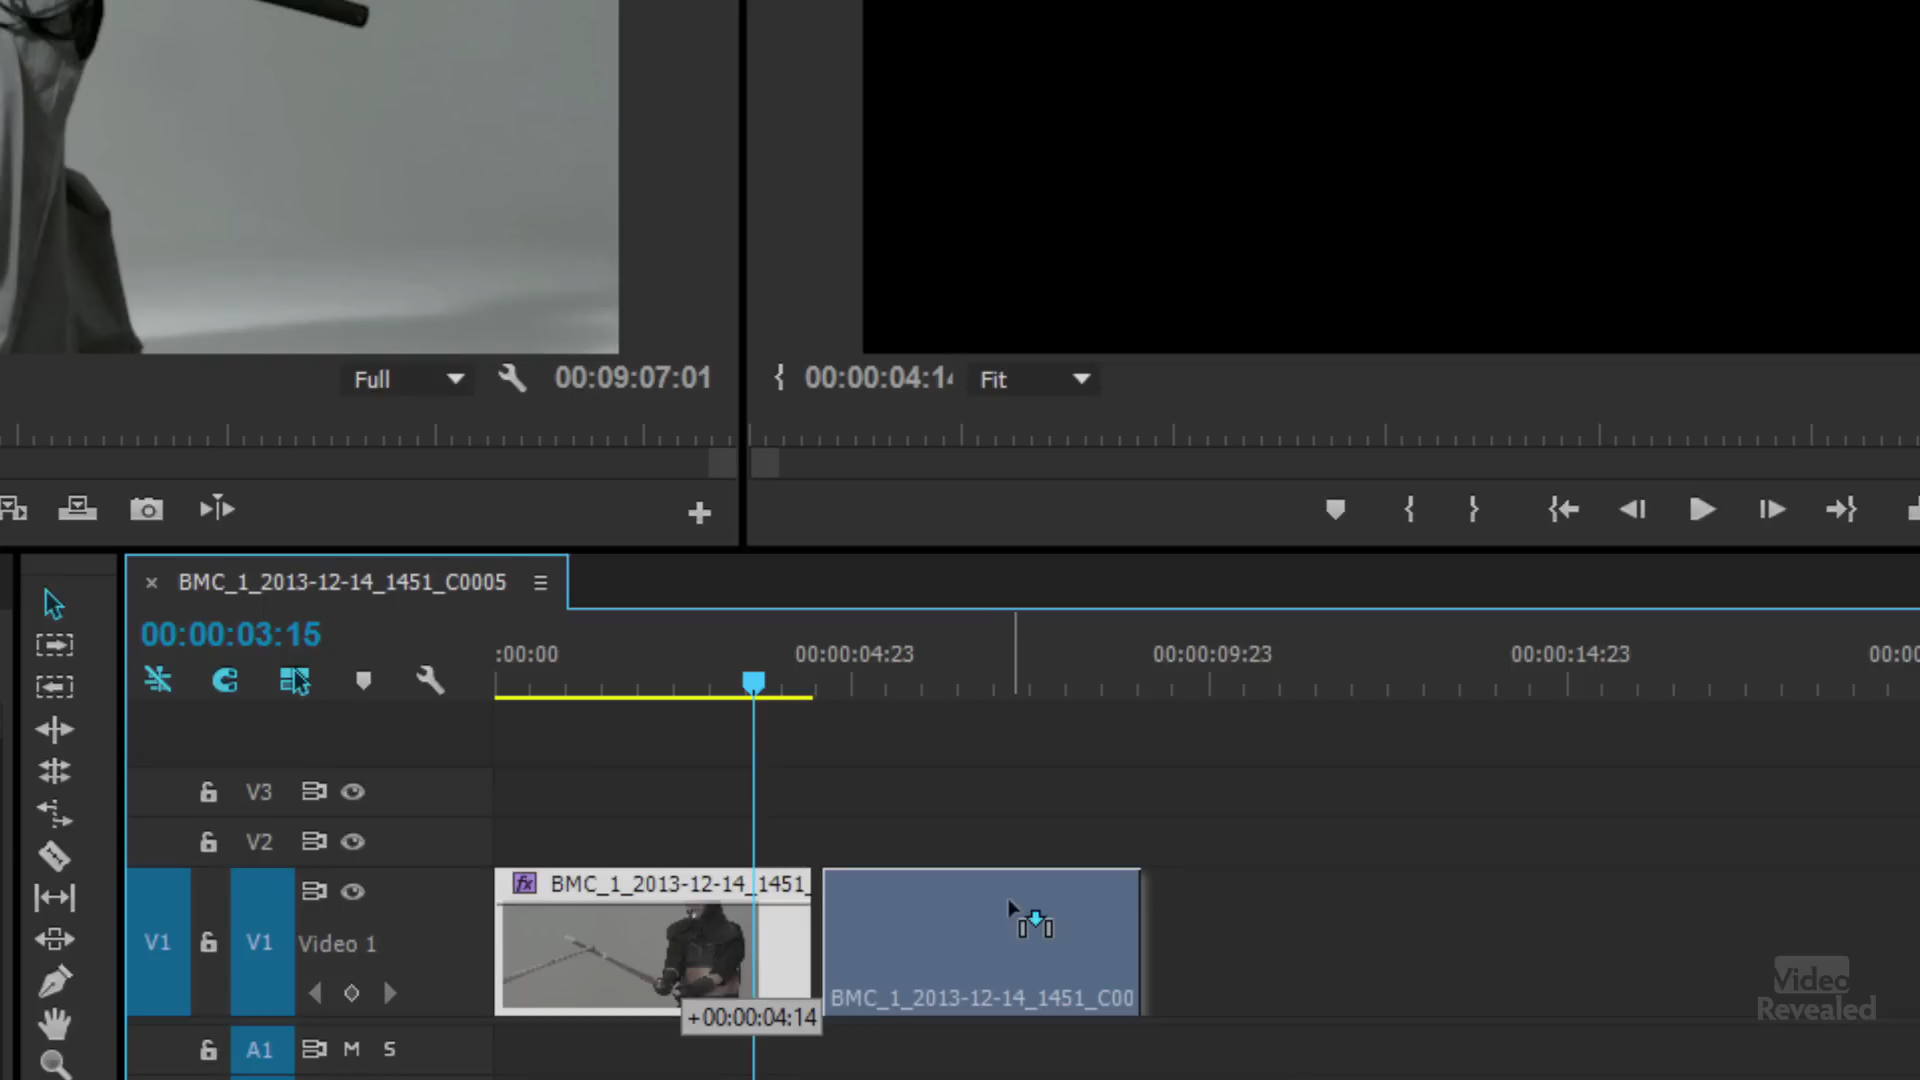 Full
00:09:07:01
00:00:04:14
Fit
BMC_1_2013-12-14_1451_C0005
00:00:03:15
:00:00
00:00:04:23
00:00:09:23
00:00:14:23
00:00
V3
V2
fx
BMC_1_2013-12-14_1451_
V1
V1
Video 1
BMC_1_2013-12-14_1451_C00
+00:00:04:14
A1
M
S
Video
Revealed